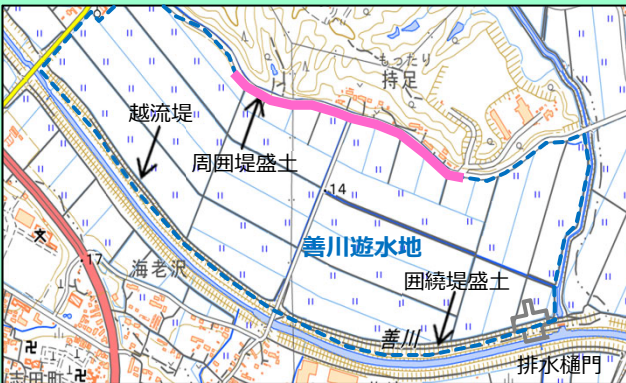 もったり
持足
越流堤
周囲堤盛土
14
善川遊水地
囲繞堤盛土
17
海老沢
善川
排水樋門
志田町